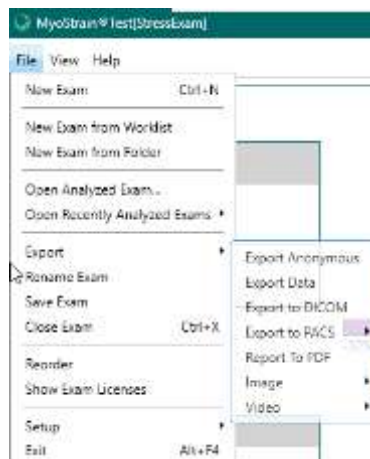 MyoStrain® Test[StressExam]
File View Help
New Exam Ctrl+N
New Exam from Worklist
New Exam from Folder
Open Analyzed Exam...
Open Recently Analyzed Exams
Export
Rename Exam
Save Exam
Close Exam Ctrl+X
Reorder
Show Exam Licenses
Setup
Exit Alt+F4
Export Anonymous
Export Data
Export to DICOM
Export to PACS
Report To PDF
Image
Video